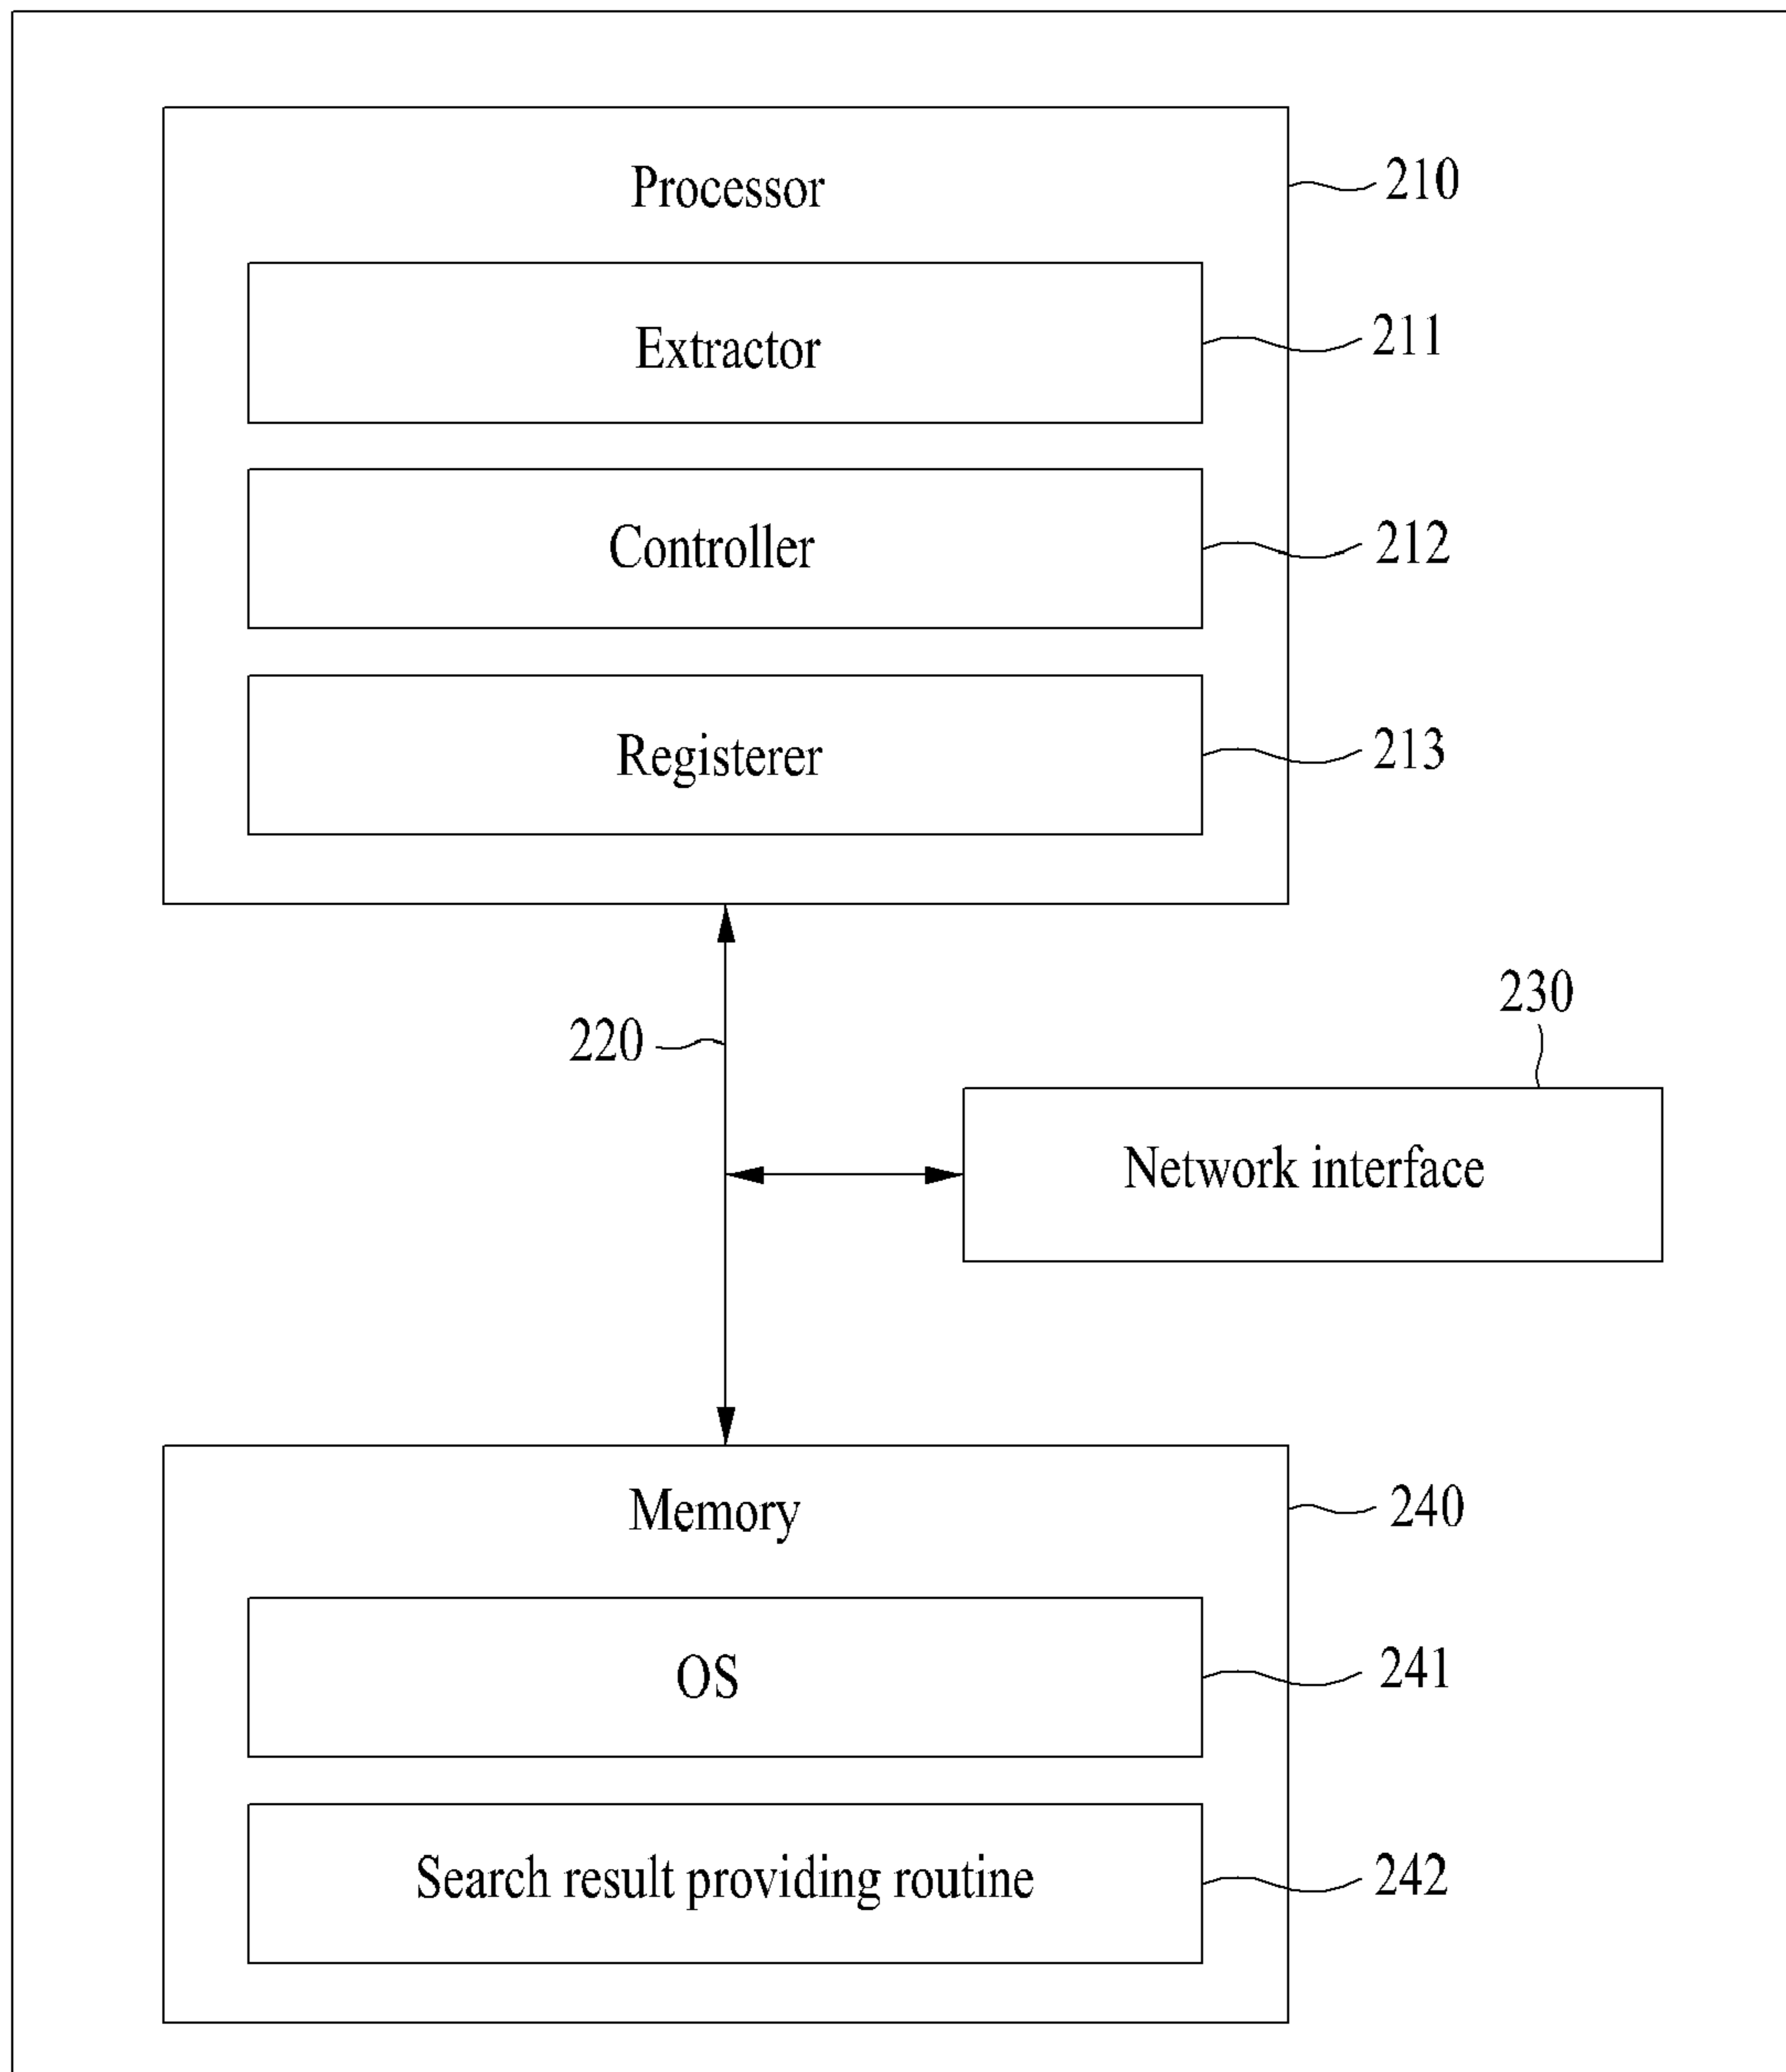 Processor
210
Extractor
211
Controller
212
Registerer
213
230
220
Network interface
Memory
240
OS
241
Search result providing routine
242